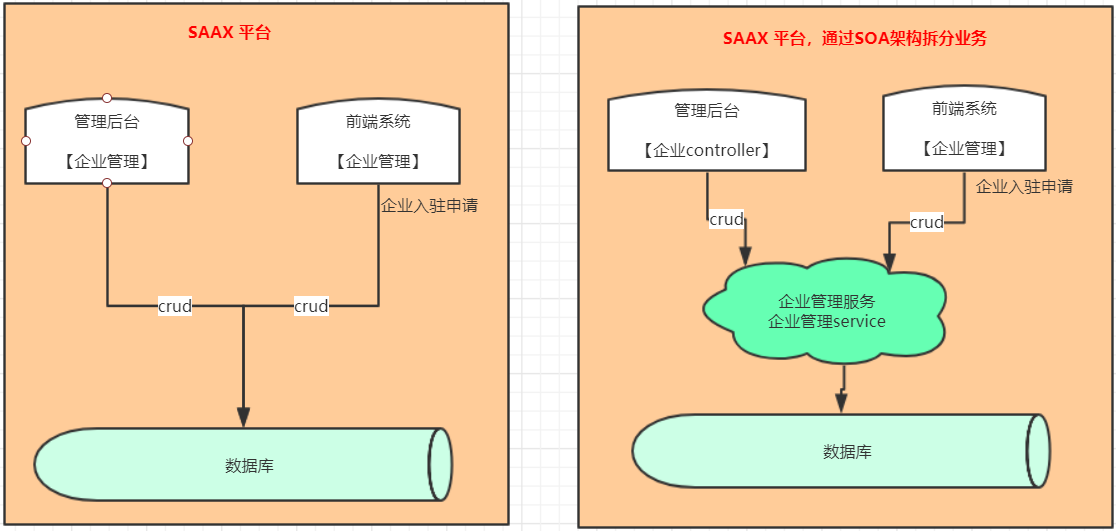 SAAX 平台
管理后台
【企业管理】
前端系统
【企业管理】
企业入驻申请
crud
crud
数据库
SAAX 平台，通过SOA架构拆分业务
管理后台
【企业controller】
前端系统
【企业管理】
企业入驻申请
crud
crud
企业管理服务
企业管理service
数据库